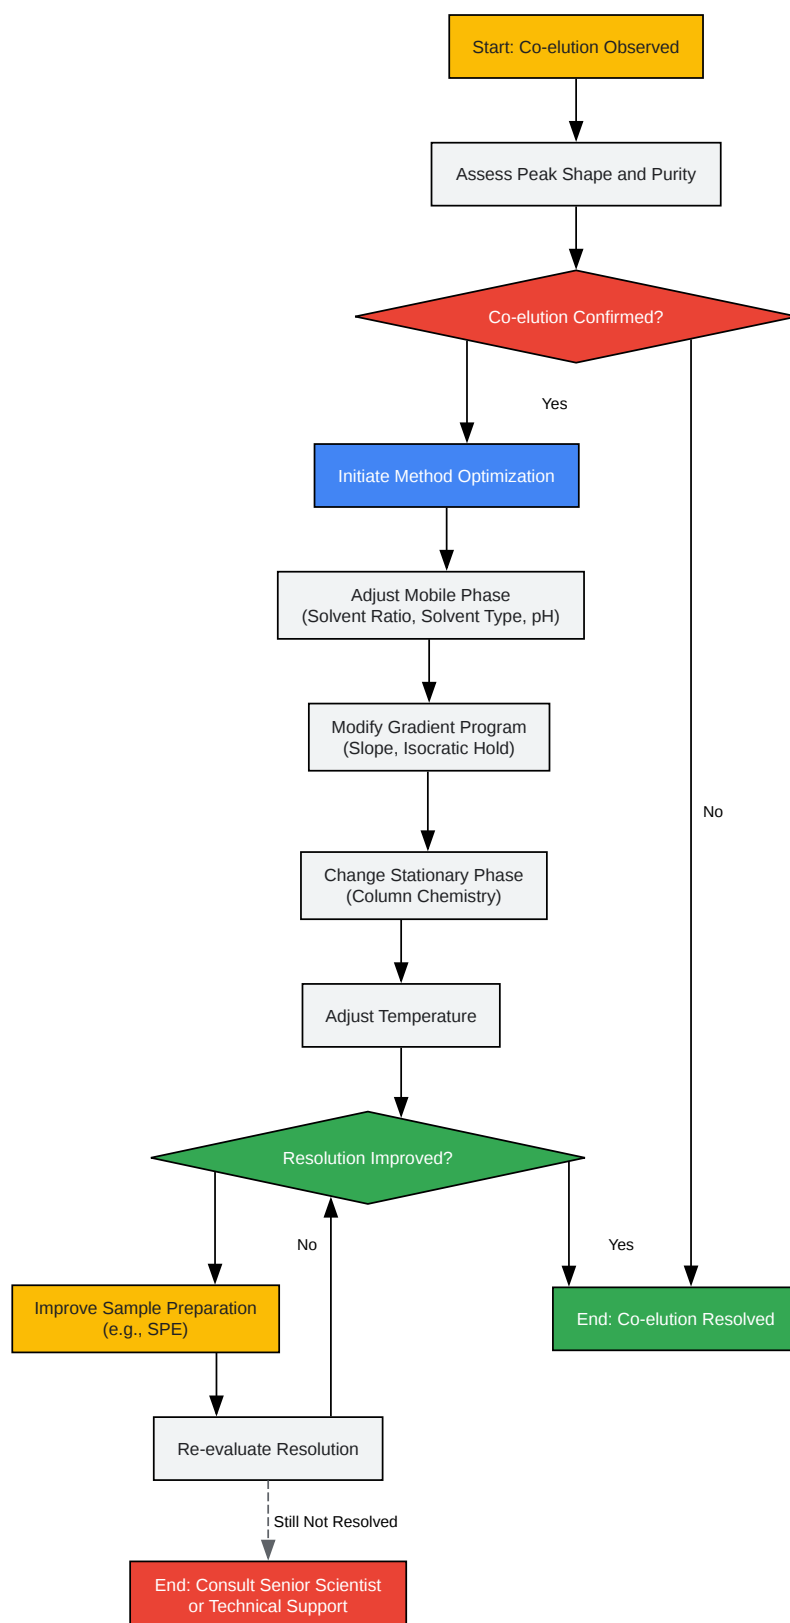 Start: Co-elution Observed
Assess Peak Shape and Purity
Co-elution Confirmed?
Yes
Initiate Method Optimization
Adjust Mobile Phase
(Solvent Ratio, Solvent Type, pH)
Modify Gradient Program
(Slope, Isocratic Hold)
No
Change Stationary Phase
(Column Chemistry)
Adjust Temperature
Resolution Improved?
No
Yes
Improve Sample Preparation
(e.g., SPE)
End: Co-elution Resolved
Re-evaluate Resolution
Still Not Resolved
End: Consult Senior Scientist
or Technical Support